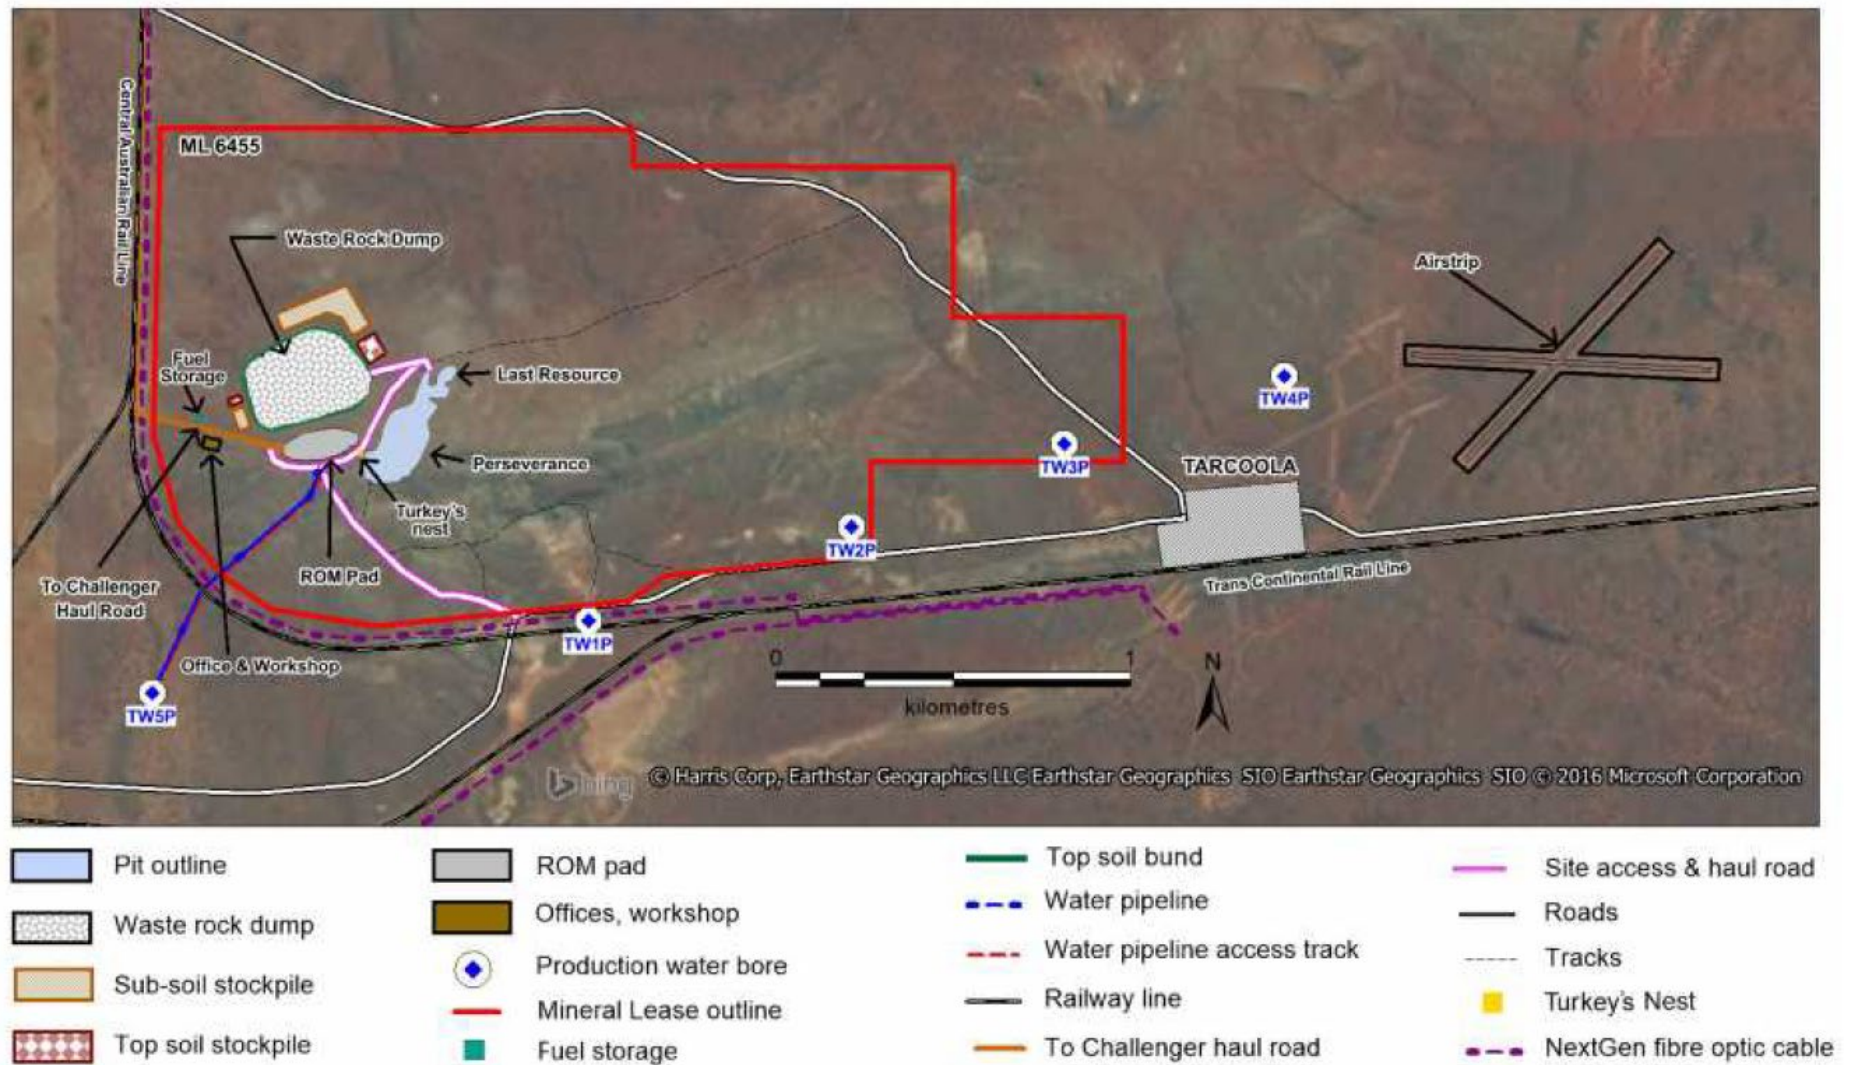 Central Australian Rail Line
ML 6455
Waste Rock Dump
Airstrip
Fuel
Storage
Last Resource
TW4P
Perseverance
TW3P
TARCOOLA
Turkey's
nest
TW2P
ROM Pad
To Challenger
Haul Road
Trans Continental Rail Line
TW1P
Office & Workshop
0 1
kilometres
N
TW5P
bing
© Harris Corp, Earthstar Geographics LLC Earthstar Geographics SIO Earthstar Geographics SIO © 2016 Microsoft Corporation
Pit outline
Waste rock dump
Sub-soil stockpile
Top soil stockpile
ROM pad
Offices, workshop
Production water bore
Mineral Lease outline
Fuel storage
Top soil bund
Water pipeline
Water pipeline access track
Railway line
To Challenger haul road
Site access & haul road
Roads
Tracks
Turkey's Nest
NextGen fibre optic cable